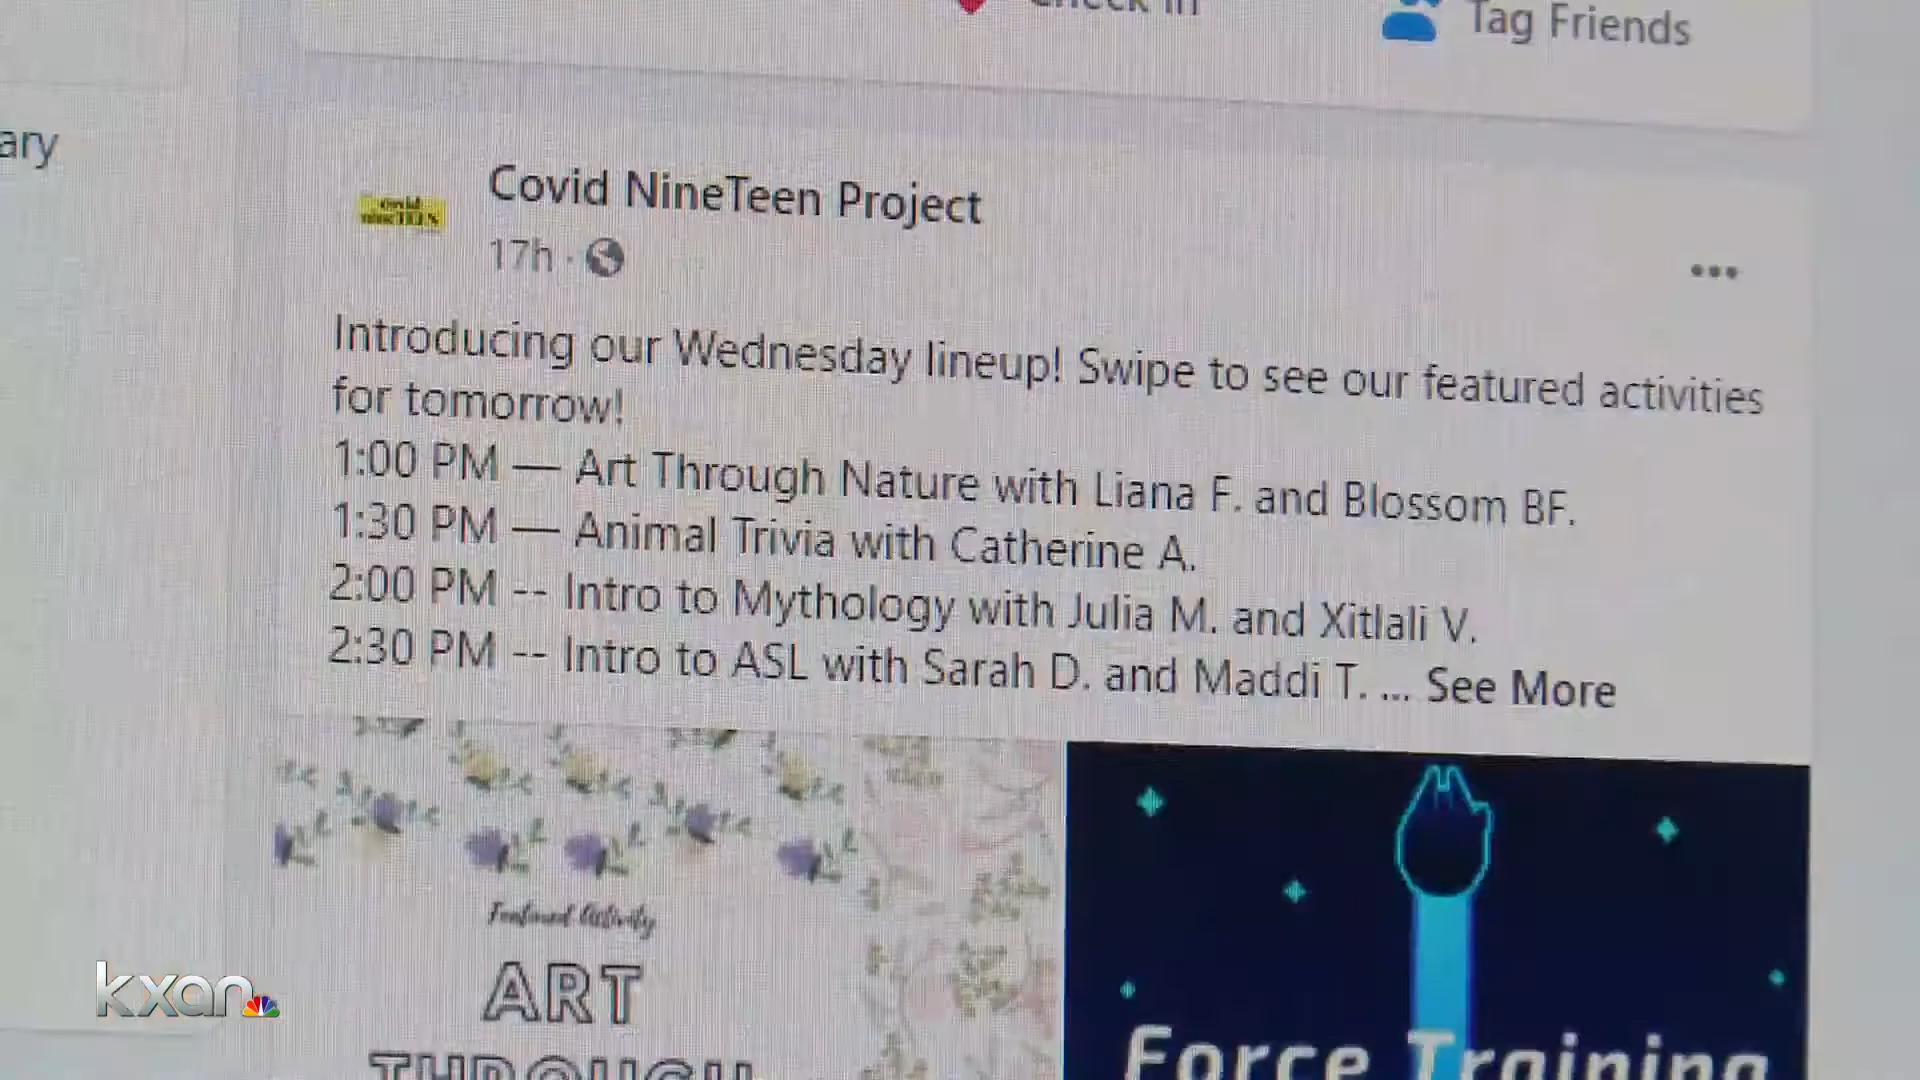 Tag Friends
ary
Covid NineTeen Project
covid
nineTEEN
17h ·
Introducing our Wednesday lineup! Swipe to see our featured activities
for tomorrow!
1:00 PM — Art Through Nature with Liana F. and Blossom BF.
1:30 PM — Animal Trivia with Catherine A.
2:00 PM -- Intro to Mythology with Julia M. and Xitlali V.
2:30 PM -- Intro to ASL with Sarah D. and Maddi T. ... See More
Featured Activity
ART
THROUGH
Force Training
kxan